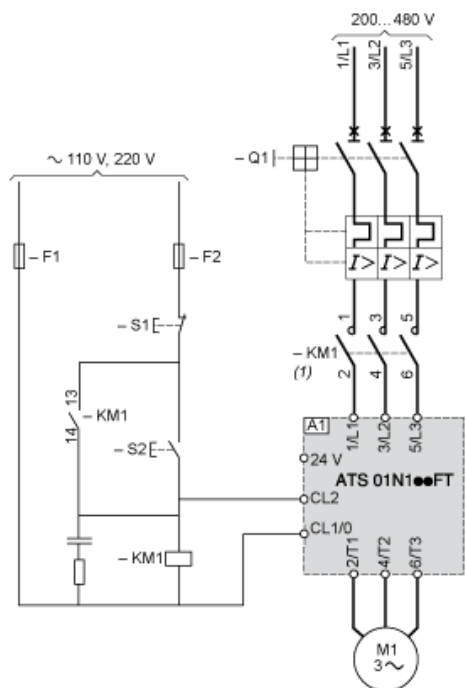 200... 480 V
1/L1 3/L2 5/L3
– Q1
∼ 110 V, 220 V
I> I> I>
– F1
– F2
– S1
1 3 5
– KM1
(1)
2 4 6
13
– KM1
14
A1
1/L1 3/L2 5/L3
24 V
ATS 01N1●●FT
– S2
CL2
CL1/0
– KM1
2/T1 4/T2 6/T3
M1
3 ∼